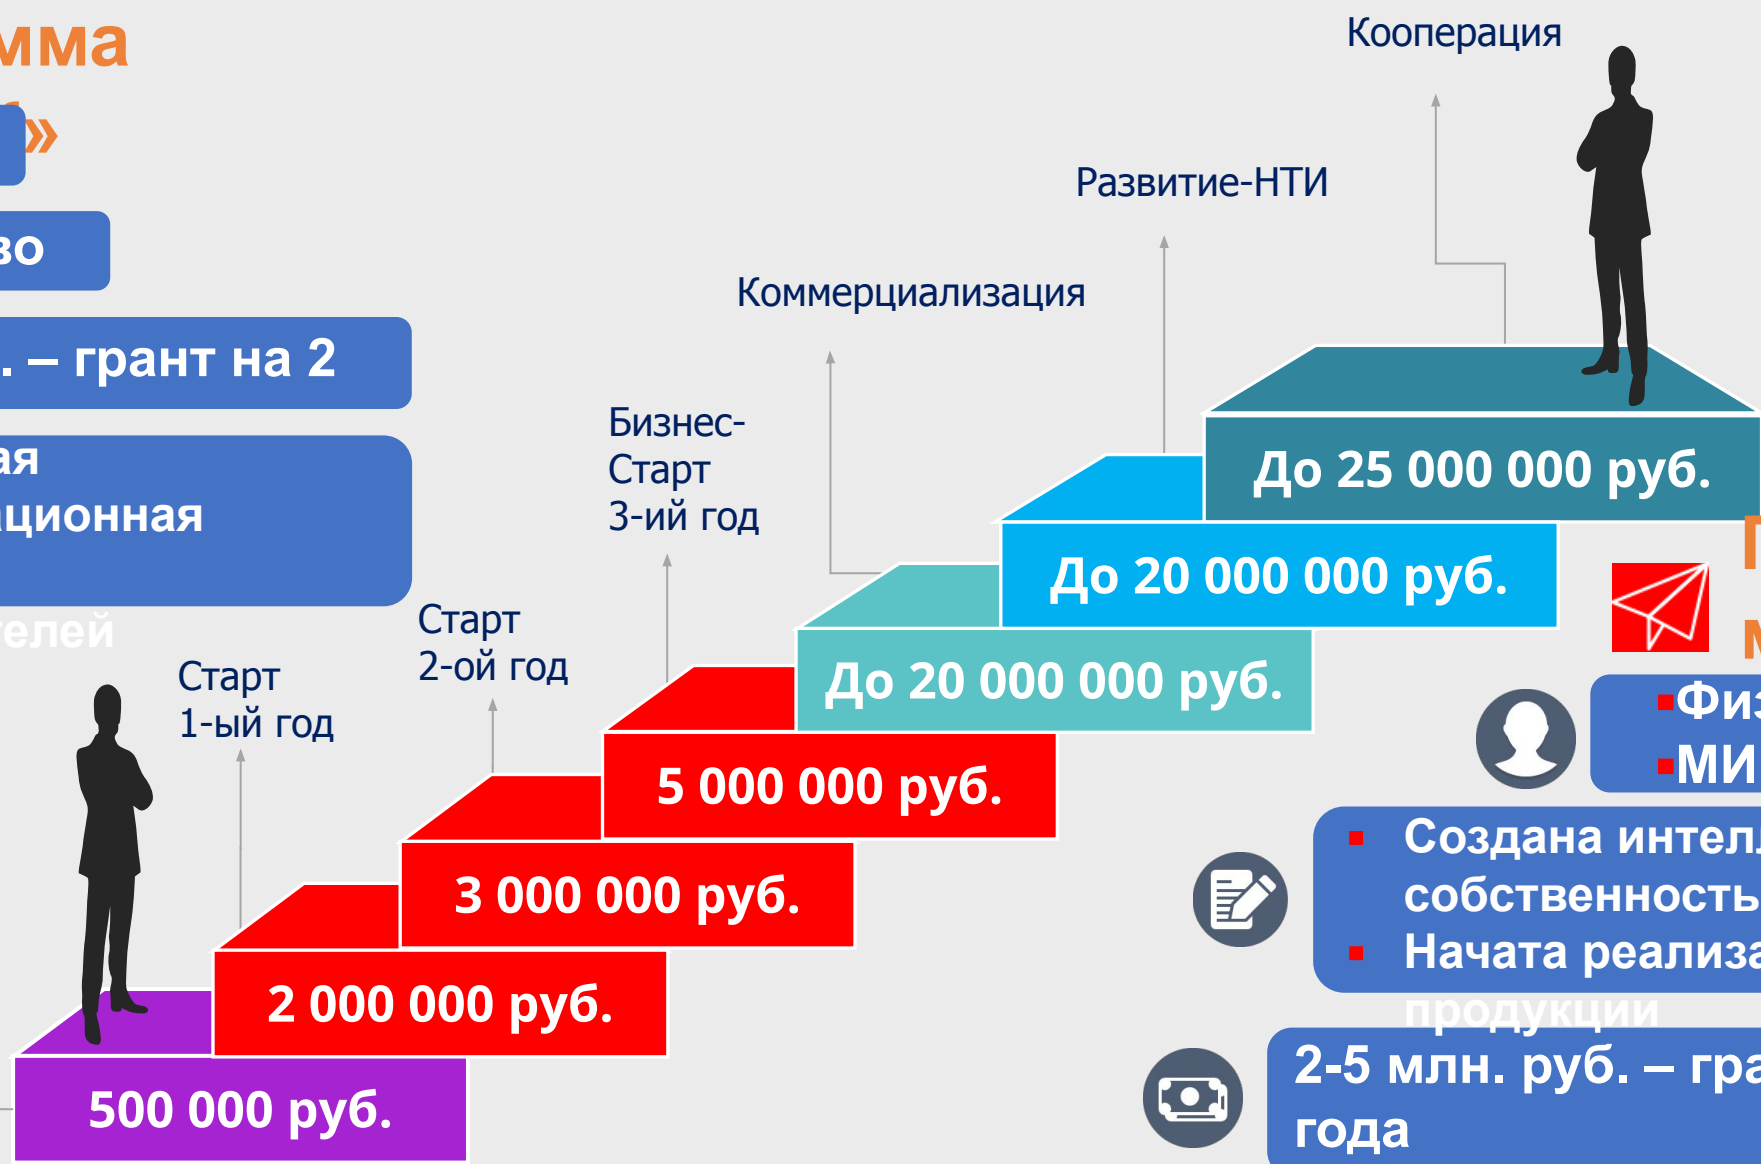 Кооперация
Развитие-НТИ
Коммерциализация
Бизнес-
Старт
3-ий год
Старт
2-ой год
Старт
1-ый год
До 25 000 000 руб.
До 20 000 000 руб.
До 20 000 000 руб.
5 000 000 руб.
3 000 000 руб.
2 000 000 руб.
500 000 руб.
мма
»
во
. – грант на 2
ая
ационная
телей
Физ
МИ
Создана интел
собственность
Начата реализа
продукции
2-5 млн. руб. – гра
года